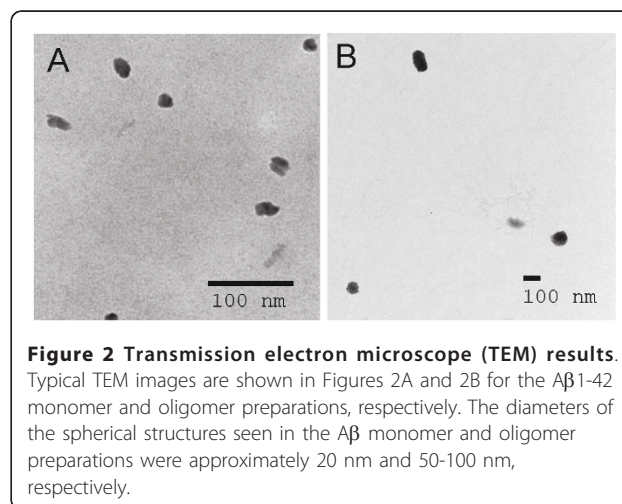 A
B
100 nm
100 nm
Figure 2 Transmission electron microscope (TEM) results.
Typical TEM images are shown in Figures 2A and 2B for the Aβ1-42
monomer and oligomer preparations, respectively. The diameters of
the spherical structures seen in the Aβ monomer and oligomer
preparations were approximately 20 nm and 50-100 nm,
respectively.